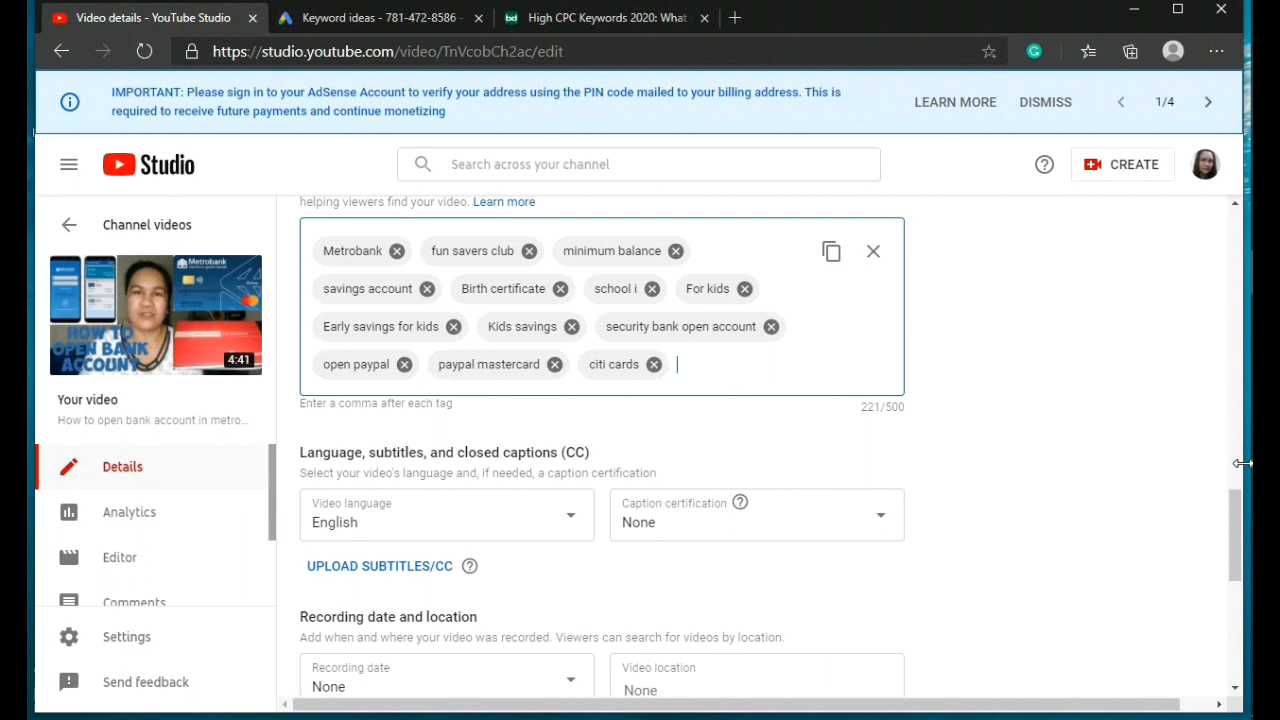 Video details - YouTube Studio
Keyword ideas - 781-472-8586 -
bd High CPC Keywords 2020: What
https://studio.youtube.com/video/TnVcobCh2ac/edit
IMPORTANT: Please sign in to your AdSense Account to verify your address using the PIN code mailed to your billing address. This is
required to receive future payments and continue monetizing
LEARN MORE
DISMISS
1/4
Studio
Search across your channel
CREATE
Channel videos
Metrobank
HOW TO
OPEN BANK
ACCOUNT
4:41
Your video
How to open bank account in metro...
Details
Analytics
Editor
Comments
Settings
Send feedback
helping viewers find your video. Learn more
Metrobank
fun savers club
minimum balance
savings account
Birth certificate
school i
For kids
Early savings for kids
Kids savings
security bank open account
open paypal
paypal mastercard
citi cards
Enter a comma after each tag
221/500
Language, subtitles, and closed captions (CC)
Select your video's language and, if needed, a caption certification
Video language
English
Caption certification
None
UPLOAD SUBTITLES/CC
Recording date and location
Add when and where your video was recorded. Viewers can search for videos by location.
Recording date
None
Video location
None